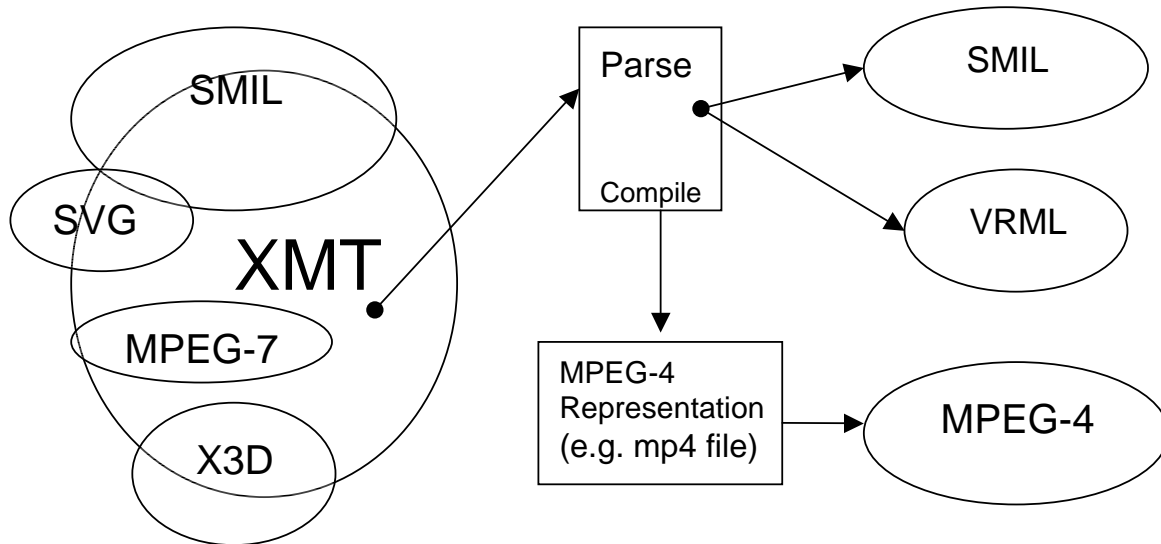 SMIL
SVG
XMT
MPEG-7
X3D
Parse
Compile
MPEG-4
Representation
(e.g. mp4 file)
SMIL
VRML
MPEG-4